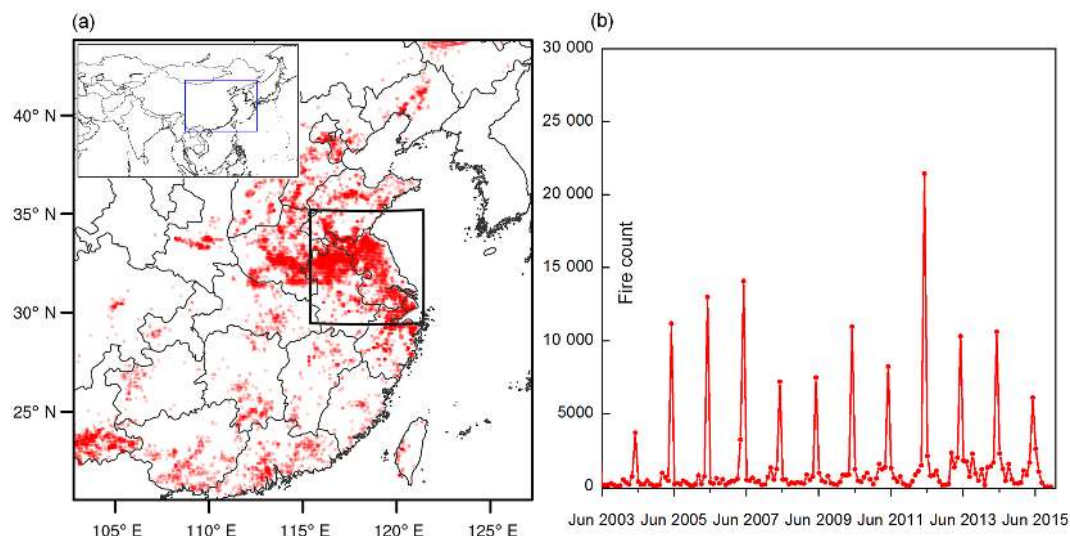 (a)
40° N
35° N
30° N
25° N
105° E
110° E
115° E
120° E
125° E
(b)
30 000
25 000
20 000
15 000
10 000
5000
0
Fire count
Jun 2003
Jun 2005
Jun 2007
Jun 2009
Jun 2011
Jun 2013
Jun 2015